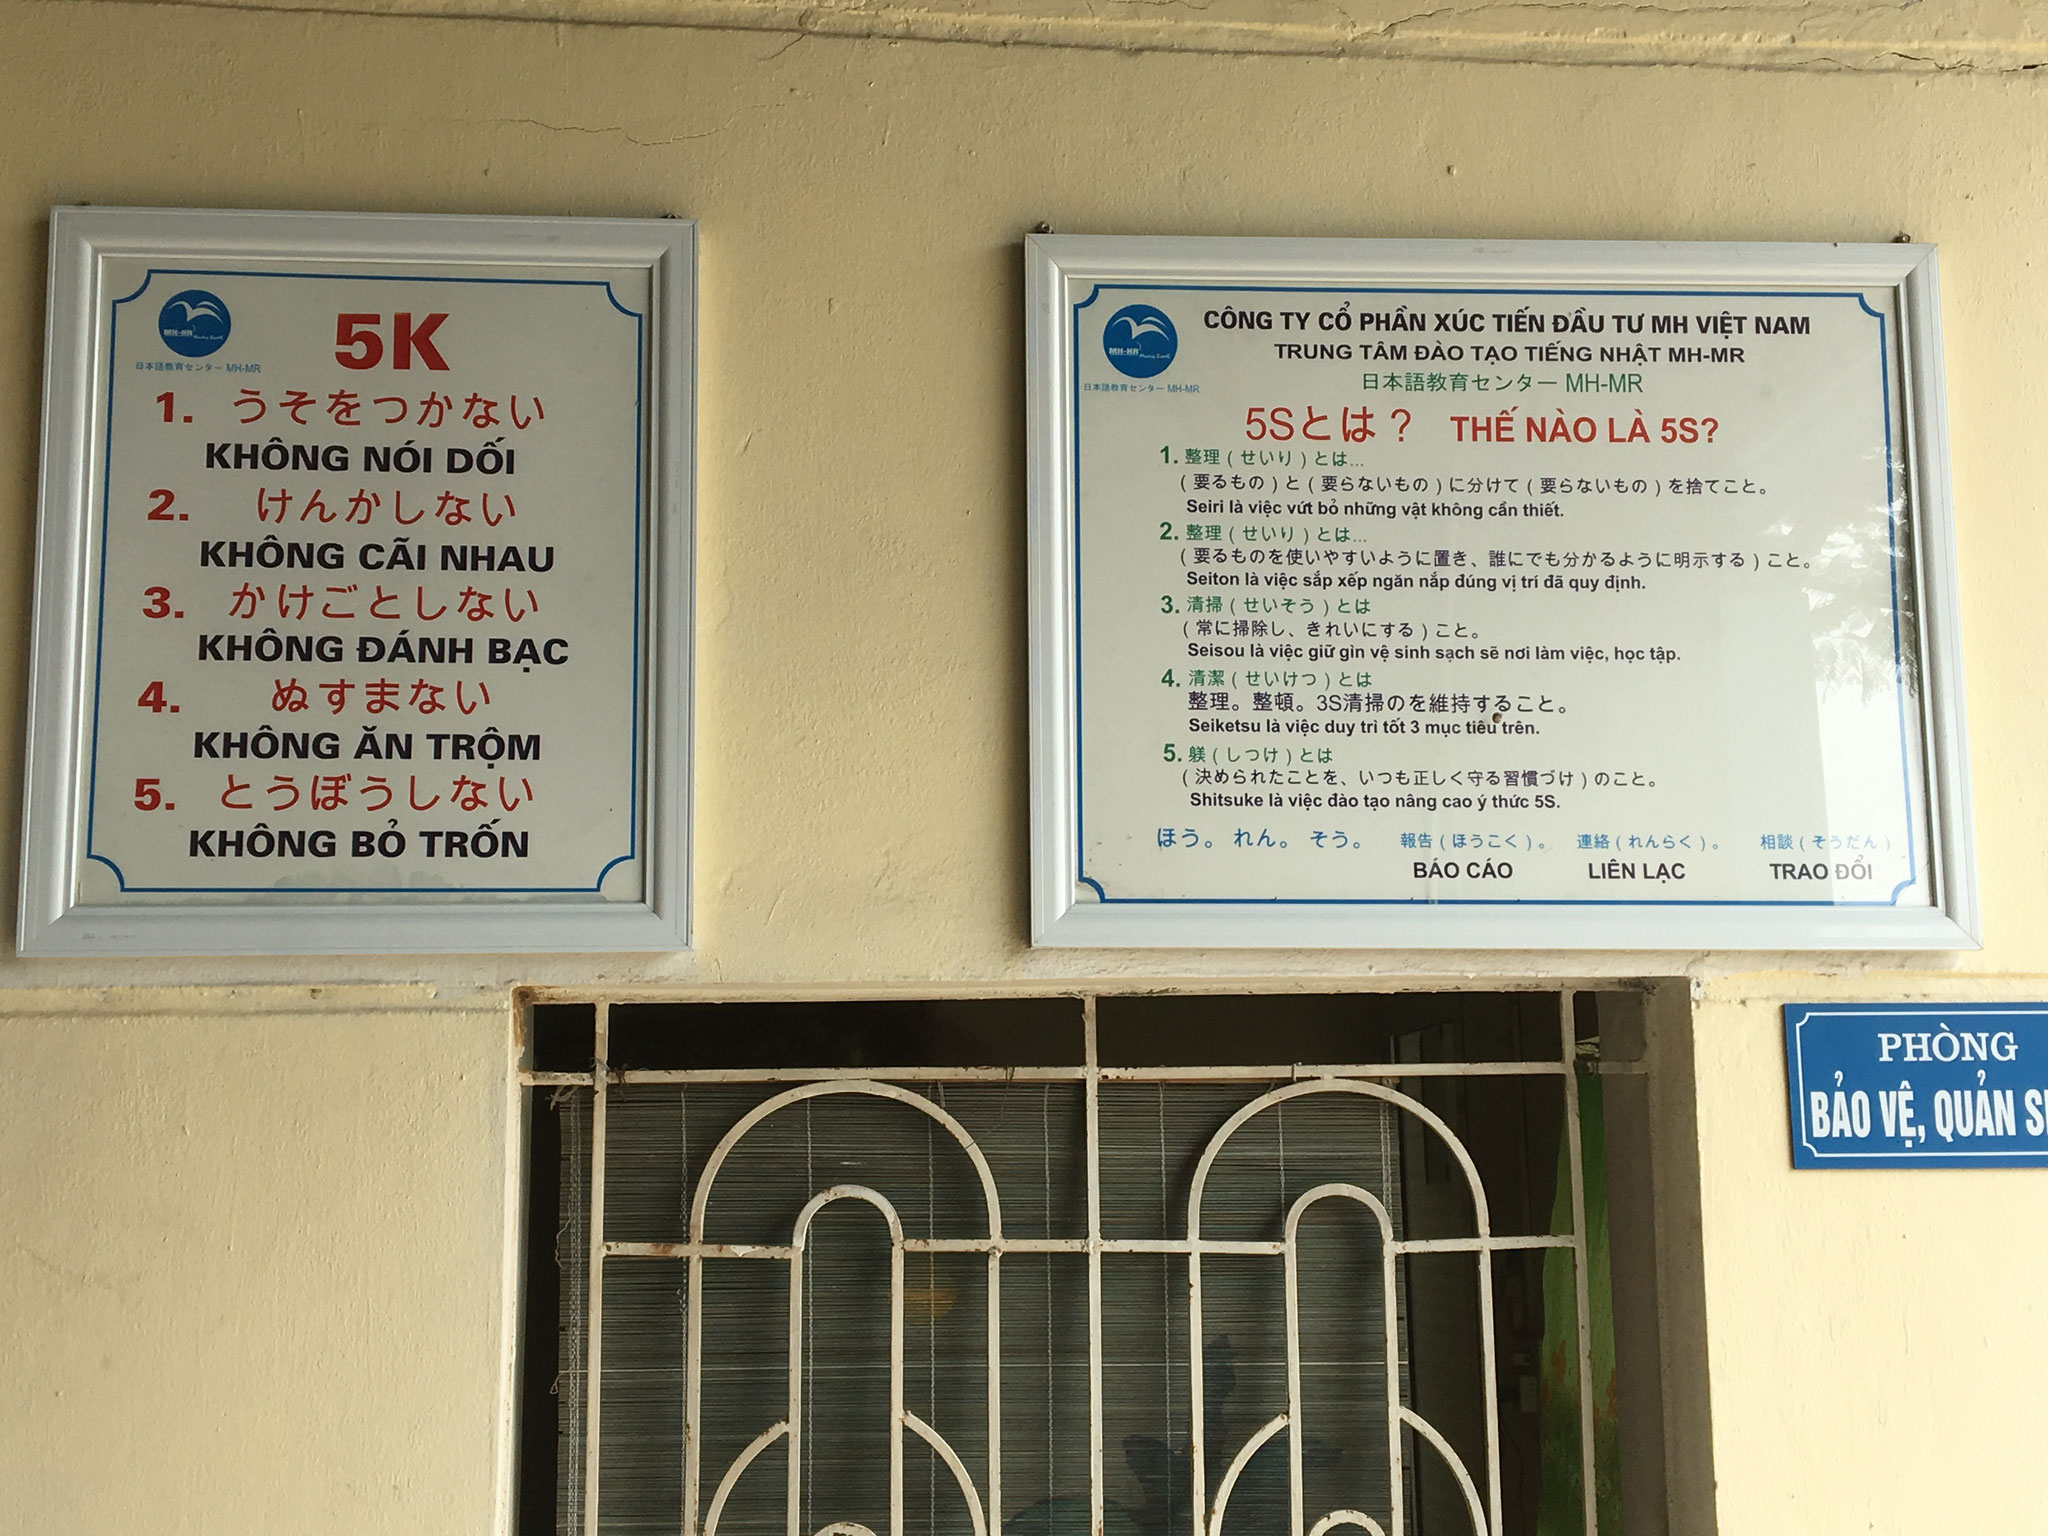 MH-HR
日本語教育センター MH-MR
5K
1. うそをつかない
KHÔNG NÓI DỐI
2. けんかしない
KHÔNG CÃI NHAU
3. かけごとしない
KHÔNG ĐÁNH BẠC
4. ぬすまない
KHÔNG ĂN TRỘM
5. とうぼうしない
KHÔNG BỎ TRỐN
MH-HR
日本語教育センター MH-MR
CÔNG TY CỔ PHẦN XÚC TIẾN ĐẦU TƯ MH VIỆT NAM
TRUNG TÂM ĐÀO TẠO TIẾNG NHẬT MH-MR
日本語教育センター MH-MR
5Sとは？ THẾ NÀO LÀ 5S?
1. 整理（せいり）とは...
（要るもの）と（要らないもの）に分けて（要らないもの）を捨てこと。
Seiri là việc vứt bỏ những vật không cần thiết.
2. 整理（せいり）とは...
（要るものを使いやすいように置き、誰にでも分かるように明示する）こと。
Seiton là việc sắp xếp ngăn nắp đúng vị trí đã quy định.
3. 清掃（せいそう）とは
（常に掃除し、きれいにする）こと。
Seisou là việc giữ gìn vệ sinh sạch sẽ nơi làm việc, học tập.
4. 清潔（せいけつ）とは
整理。整頓。3S清掃のを維持すること。
Seiketsu là việc duy trì tốt 3 mục tiêu trên.
5. 躾（しつけ）とは
（決められたことを、いつも正しく守る習慣づけ）のこと。
Shitsuke là việc đào tạo nâng cao ý thức 5S.
ほう。れん。そう。 報告（ほうこく）。 連絡（れんらく）。 相談（そうだん）
BÁO CÁO LIÊN LẠC TRAO ĐỔI
PHÒNG
BẢO VỆ, QUẢN